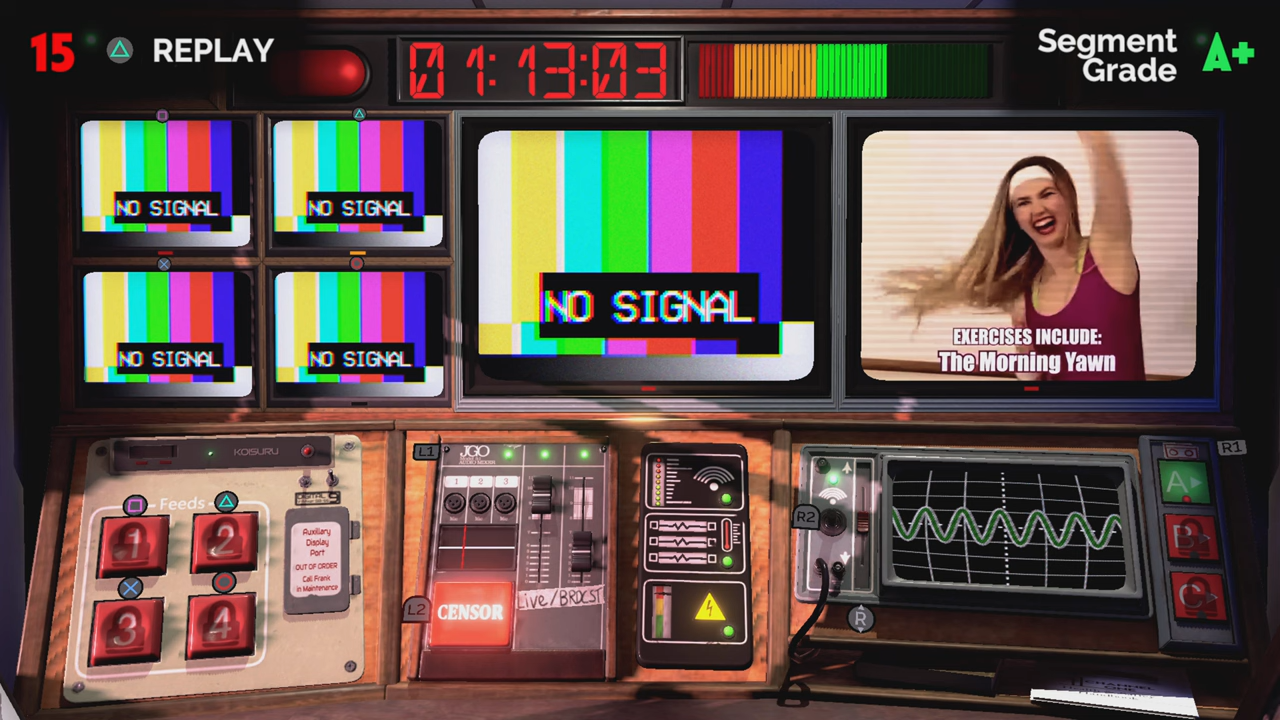 15 REPLAY
01:13:03
Segment
Grade
A+
NO SIGNAL
NO SIGNAL
NO SIGNAL
NO SIGNAL
NO SIGNAL
EXERCISES INCLUDE:
The Morning Yawn
KOISURU
Feeds
1
2
3
4
Auxiliary
Display
Port
OUT OF ORDER
Call Frank
in Maintenance
L1
JGO
1 2 3
L2
CENSOR
Live/BRDCST
R2
R
R1
A
B
C